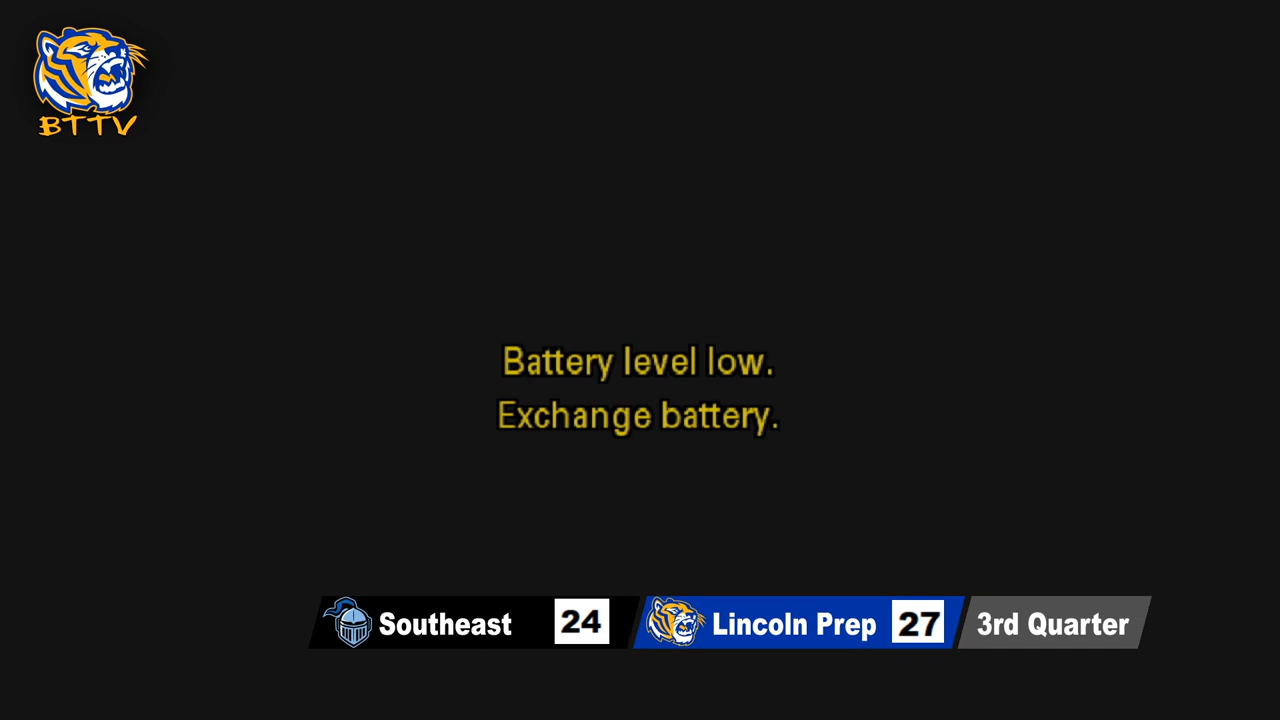 BTTV
Battery level low.
Exchange battery.
Southeast 24 Lincoln Prep 27 3rd Quarter